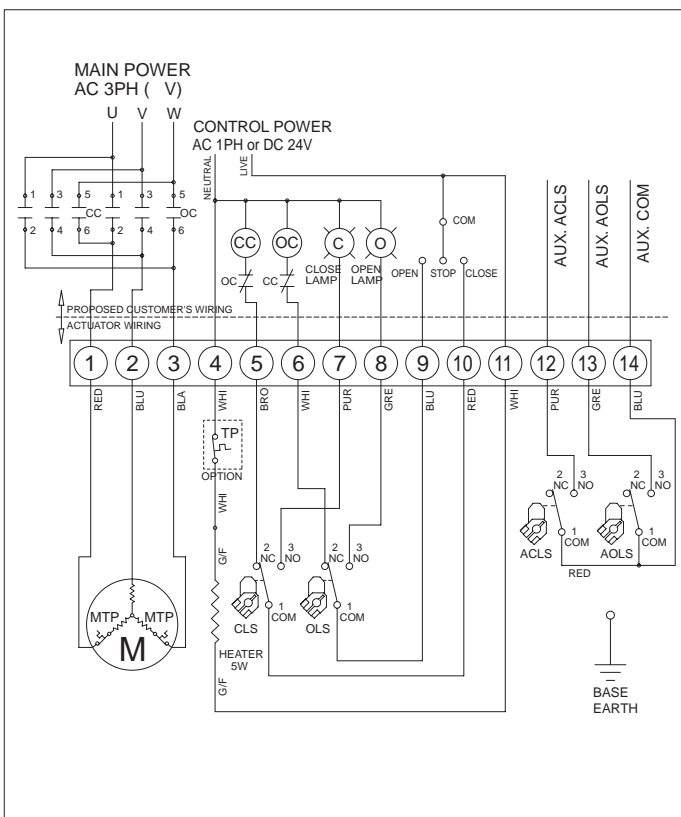 MAIN POWER
AC 3PH (   V)
U V W
CONTROL POWER
AC 1PH or DC 24V
NEUTRAL
LIVE
1 3 5 1 3 5
CC OC
2 4 6 2 4 6
CC OC C O
OC CC
CLOSE LAMP
OPEN LAMP
COM
OPEN STOP CLOSE
AUX. ACLS
AUX. AOLS
AUX. COM
PROPOSED CUSTOMER'S WIRING
ACTUATOR WIRING
1 2 3 4 5 6 7 8 9 10 11 12 13 14
RED BLU BLA WHI BRO WHI PUR GRE BLU RED WHI PUR GRE BLU
TP
OPTION
WHI
G/F
HEATER
5W
G/F
2 NC 3 NO
1 COM
CLS
2 NC 3 NO
1 COM
OLS
2 NC 3 NO
1 COM
ACLS
2 NC 3 NO
1 COM
AOLS
RED
MTP MTP
M
BASE
EARTH